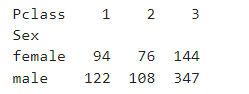 Pclass 1 2 3
Sex
female 94 76 144
male 122 108 347